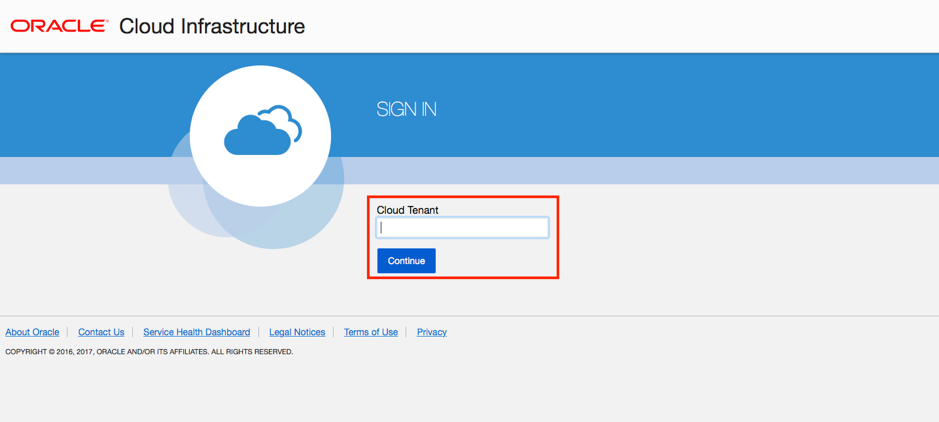 ORACLE Cloud Infrastructure
SIGN IN
Cloud Tenant
Continue
About Oracle Contact Us Service Health Dashboard Legal Notices Terms of Use Privacy
COPYRIGHT © 2016, 2017, ORACLE AND/OR ITS AFFILIATES. ALL RIGHTS RESERVED.